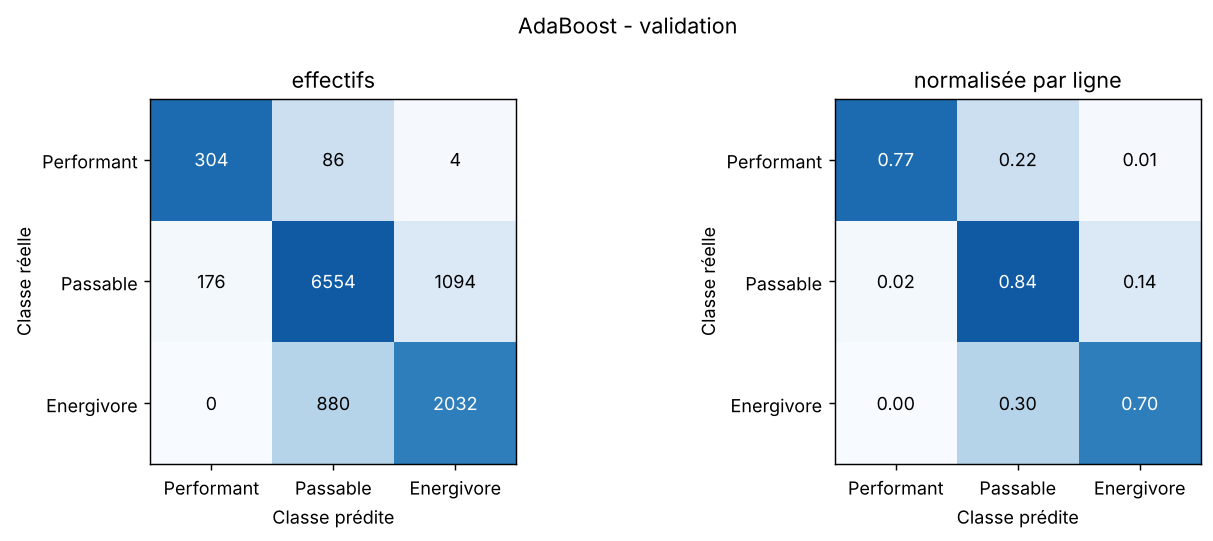 AdaBoost - validation
effectifs
Classe réelle
Performant 304 86 4
Passable 176 6554 1094
Energivore 0 880 2032
Performant Passable Energivore
Classe prédite
normalisée par ligne
Classe réelle
Performant 0.77 0.22 0.01
Passable 0.02 0.84 0.14
Energivore 0.00 0.30 0.70
Performant Passable Energivore
Classe prédite